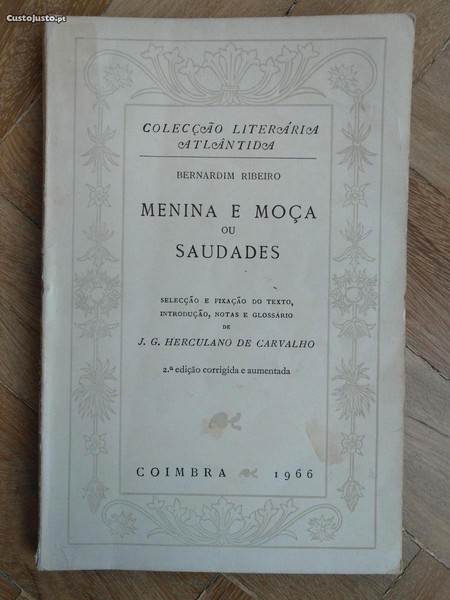 CustoJusto.pt
COLECÇÃO LITERÁRIA
ATLÂNTIDA
BERNARDIM RIBEIRO
MENINA E MOÇA
OU
SAUDADES
SELECÇÃO E FIXAÇÃO DO TEXTO,
INTRODUÇÃO, NOTAS E GLOSSÁRIO
DE
J. G. HERCULANO DE CARVALHO
2.ª edição corrigida e aumentada
COIMBRA 1966